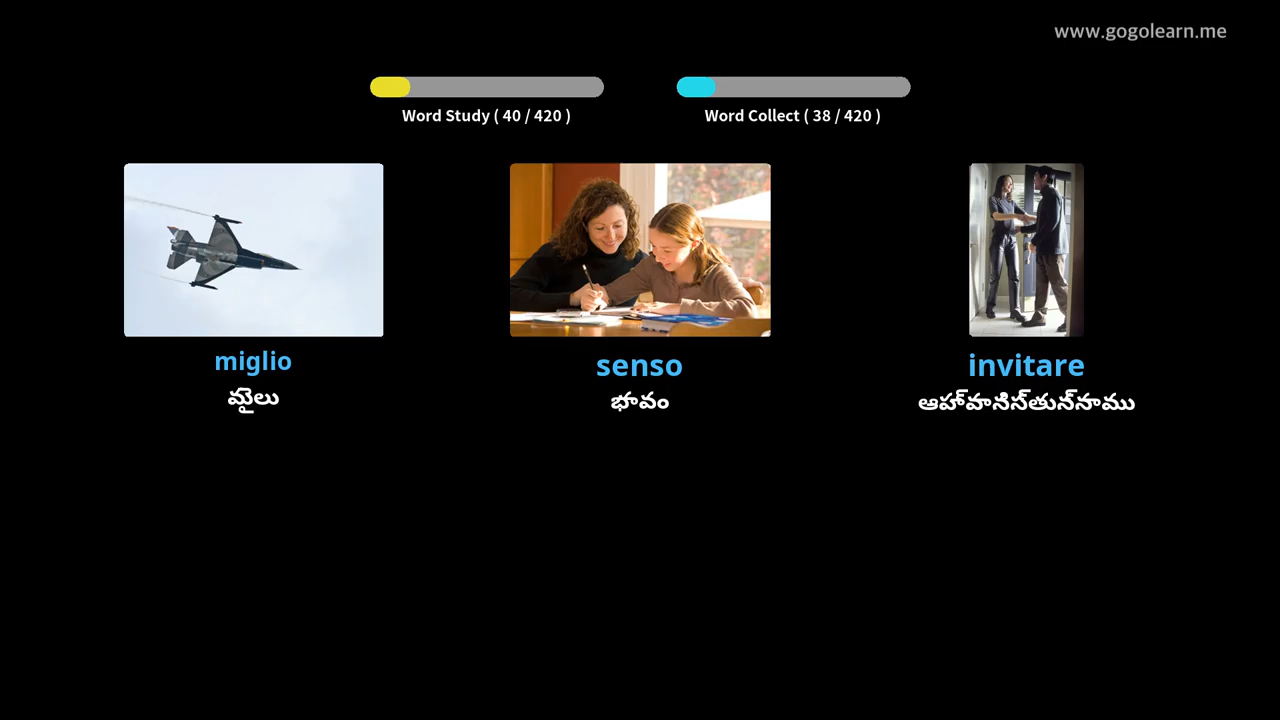 www.gogolearn.me
Word Study ( 40 / 420 )
Word Collect ( 38 / 420 )
miglio
senso
invitare
మైలు
భావం
ఆహ్వానిస్తున్నాము